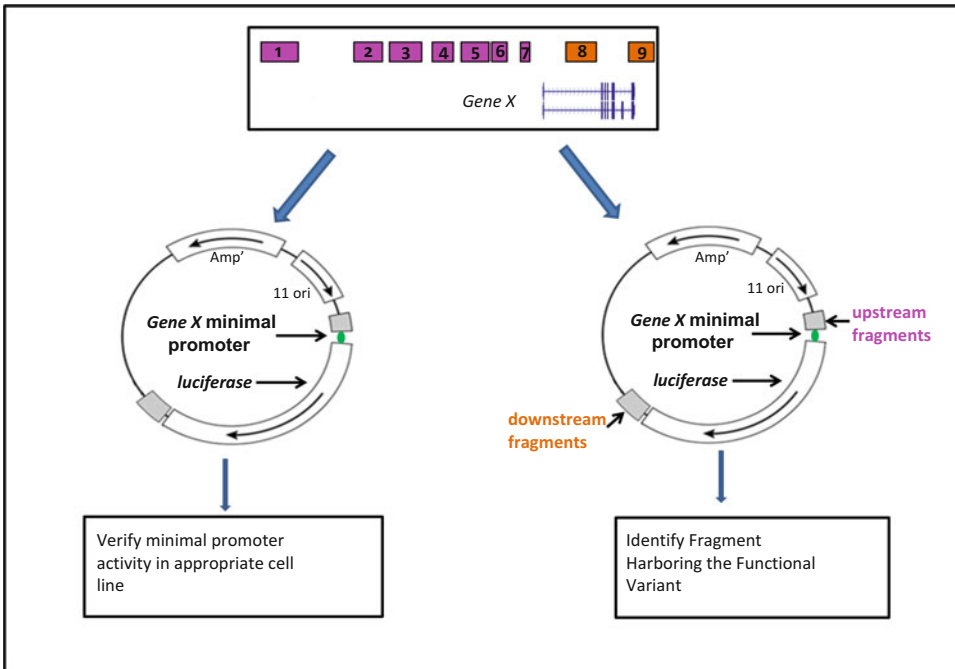 1 2 3 4 5 6 7 8 9
Gene X
Amp'
11 ori
Gene X minimal
promoter
luciferase
Verify minimal promoter
activity in appropriate cell
line
Amp'
11 ori
Gene X minimal
promoter
upstream
fragments
luciferase
downstream
fragments
Identify Fragment
Harboring the Functional
Variant